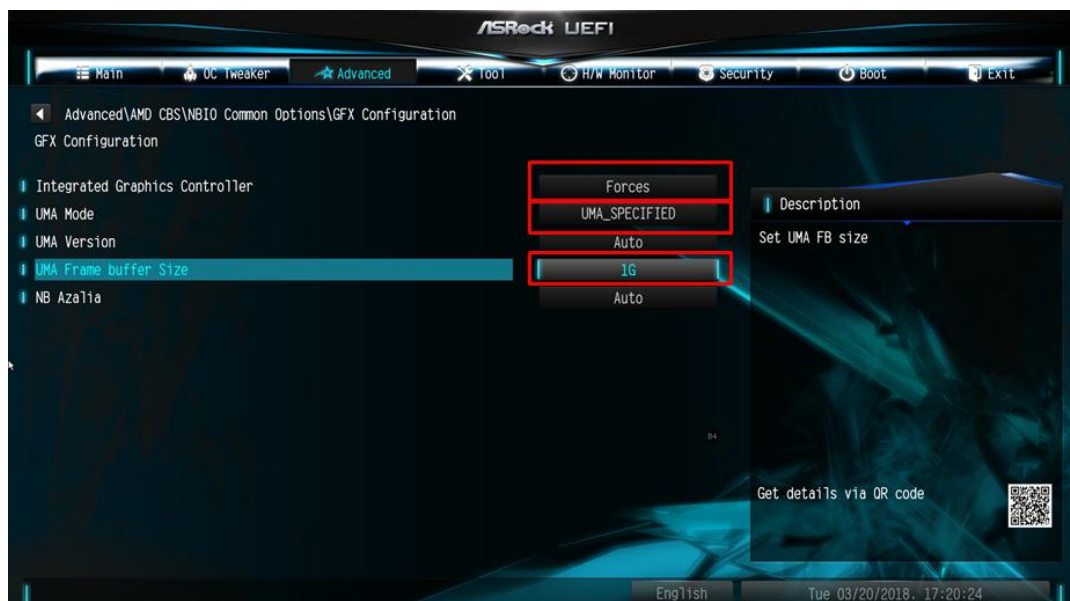 ASRock UEFI
Main OC Tweaker Advanced Tool H/W Monitor Security Boot Exit
Advanced\AMD CBS\NBIO Common Options\GFX Configuration
GFX Configuration
Integrated Graphics Controller Forces
UMA Mode UMA_SPECIFIED
UMA Version Auto
UMA Frame buffer Size 1G
NB Azalia Auto
Description
Set UMA FB size
B4
Get details via QR code
English Tue 03/20/2018. 17:20:24